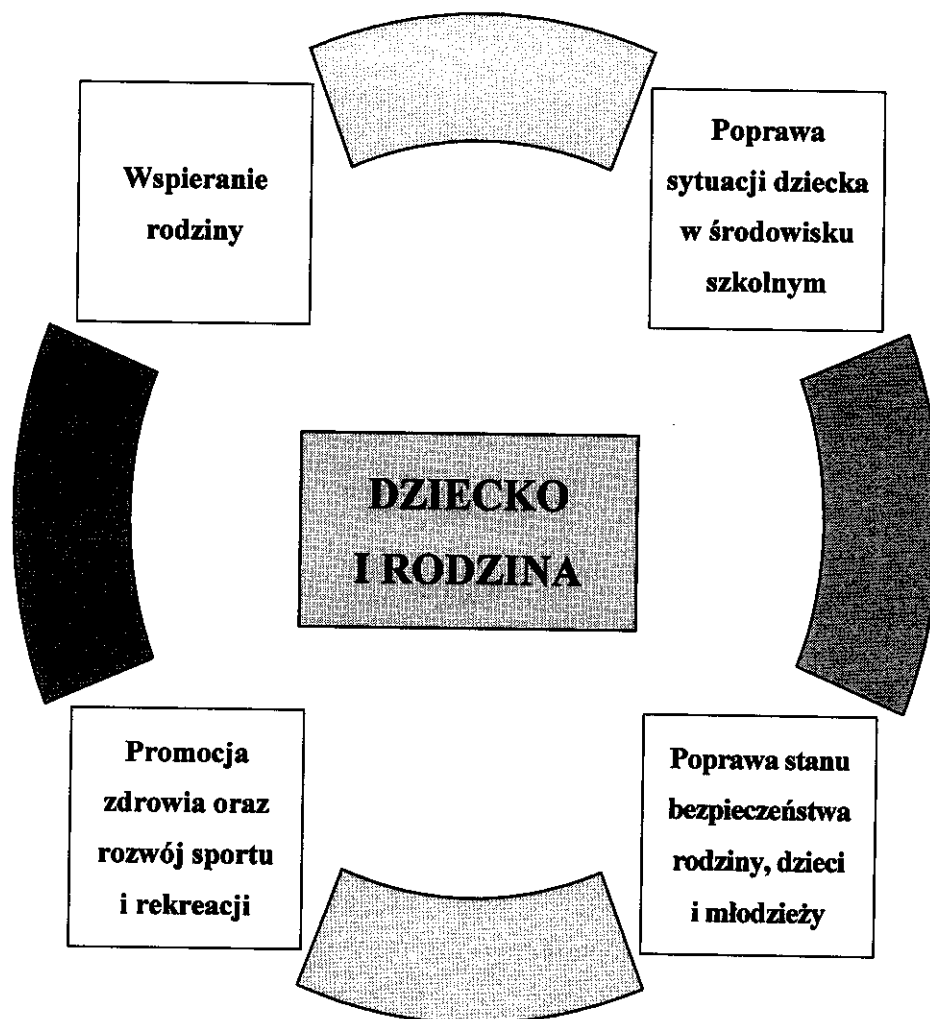 Wspieranie
rodziny
Poprawa
sytuacji dziecka
w środowisku
szkolnym
DZIECKO
I RODZINA
Promocja
zdrowia oraz
rozwój sportu
i rekreacji
Poprawa stanu
bezpieczeństwa
rodziny, dzieci
i młodzieży